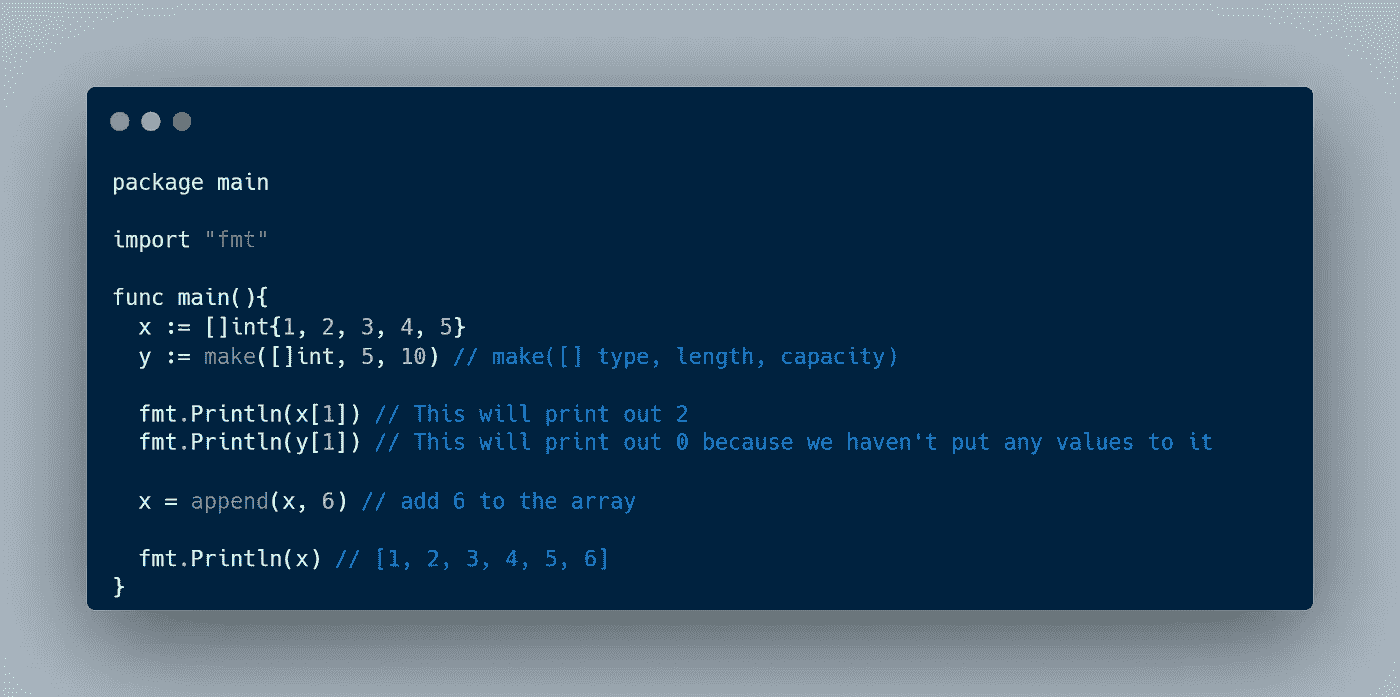 package main
import "fmt"
func main(){
x := []int{1, 2, 3, 4, 5}
y := make([]int, 5, 10) // make([] type, length, capacity)
fmt.Println(x[1]) // This will print out 2
fmt.Println(y[1]) // This will print out 0 because we haven't put any values to it
x = append(x, 6) // add 6 to the array
fmt.Println(x) // [1, 2, 3, 4, 5, 6]
}